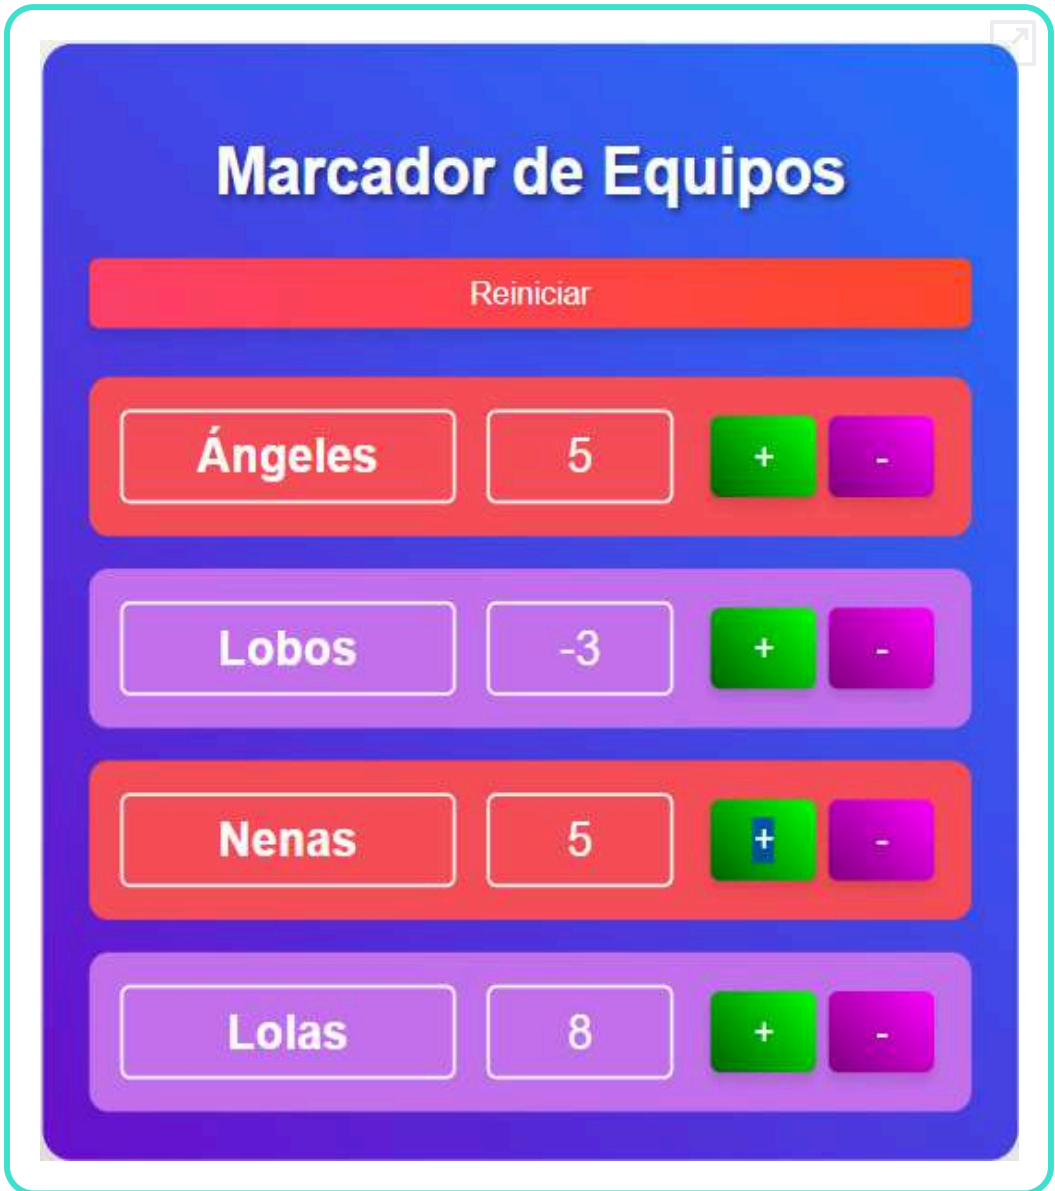 Marcador de Equipos
Reiniciar
Ángeles 5 + -
Lobos -3 + -
Nenas 5 + -
Lolas 8 + -